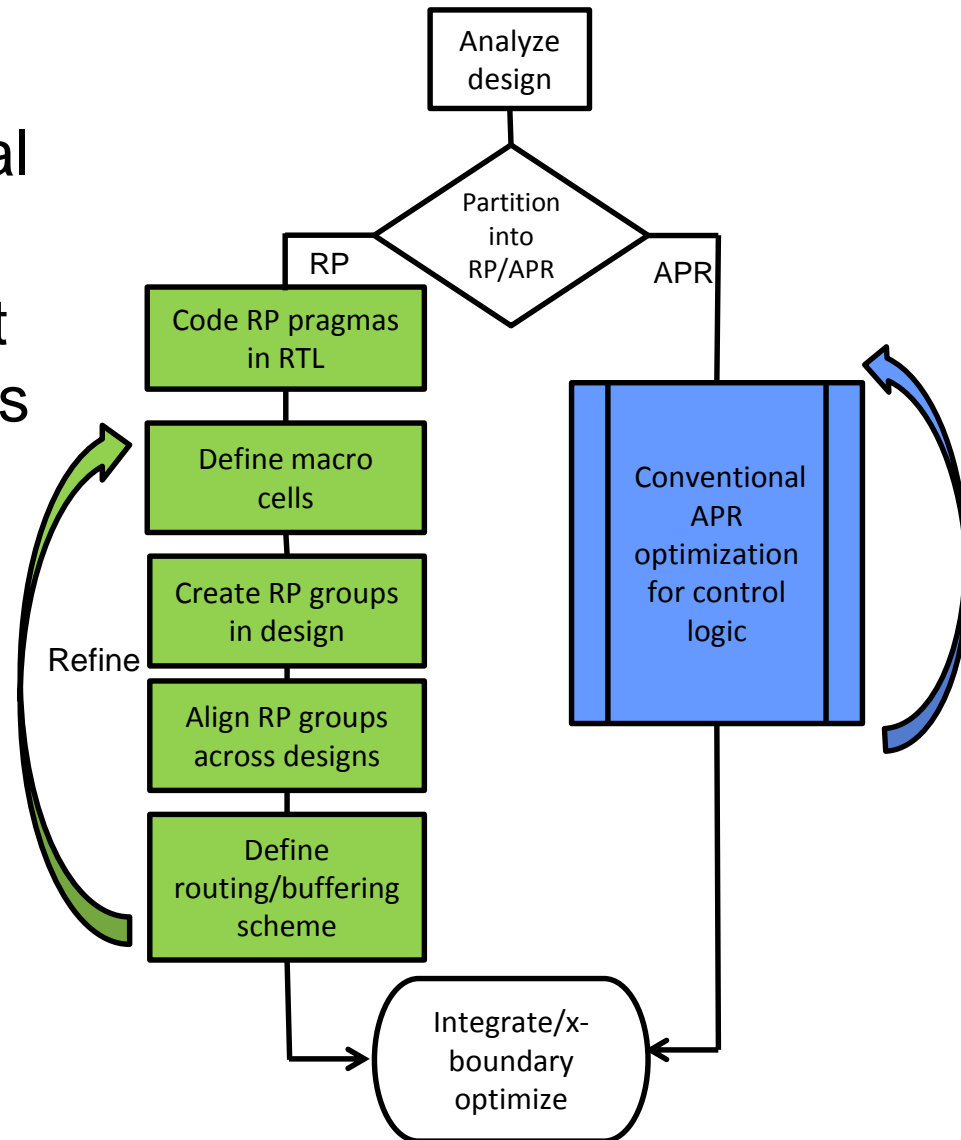 Analyze
design
al
t
s
Partition
into
RP/APR
RP
APR
Code RP pragmas
in RTL
Define macro
cells
Create RP groups
in design
Refine
Align RP groups
across designs
Define
routing/buffering
scheme
Conventional
APR
optimization
for control
logic
Integrate/x-
boundary
optimize